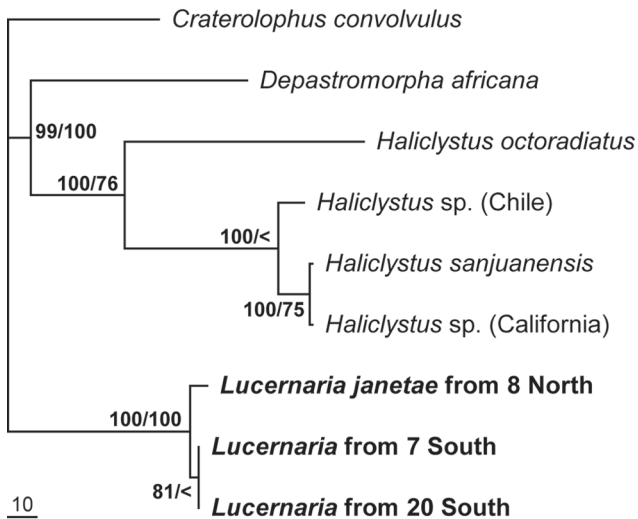 Craterolophus convolvulus
Depastromorpha africana
99/100
Haliclystus octoradiatus
100/76
Haliclystus sp. (Chile)
100/<
Haliclystus sanjuanensis
100/75
Haliclystus sp. (California)
Lucernaria janetae from 8 North
100/100
Lucernaria from 7 South
81/<
Lucernaria from 20 South
10